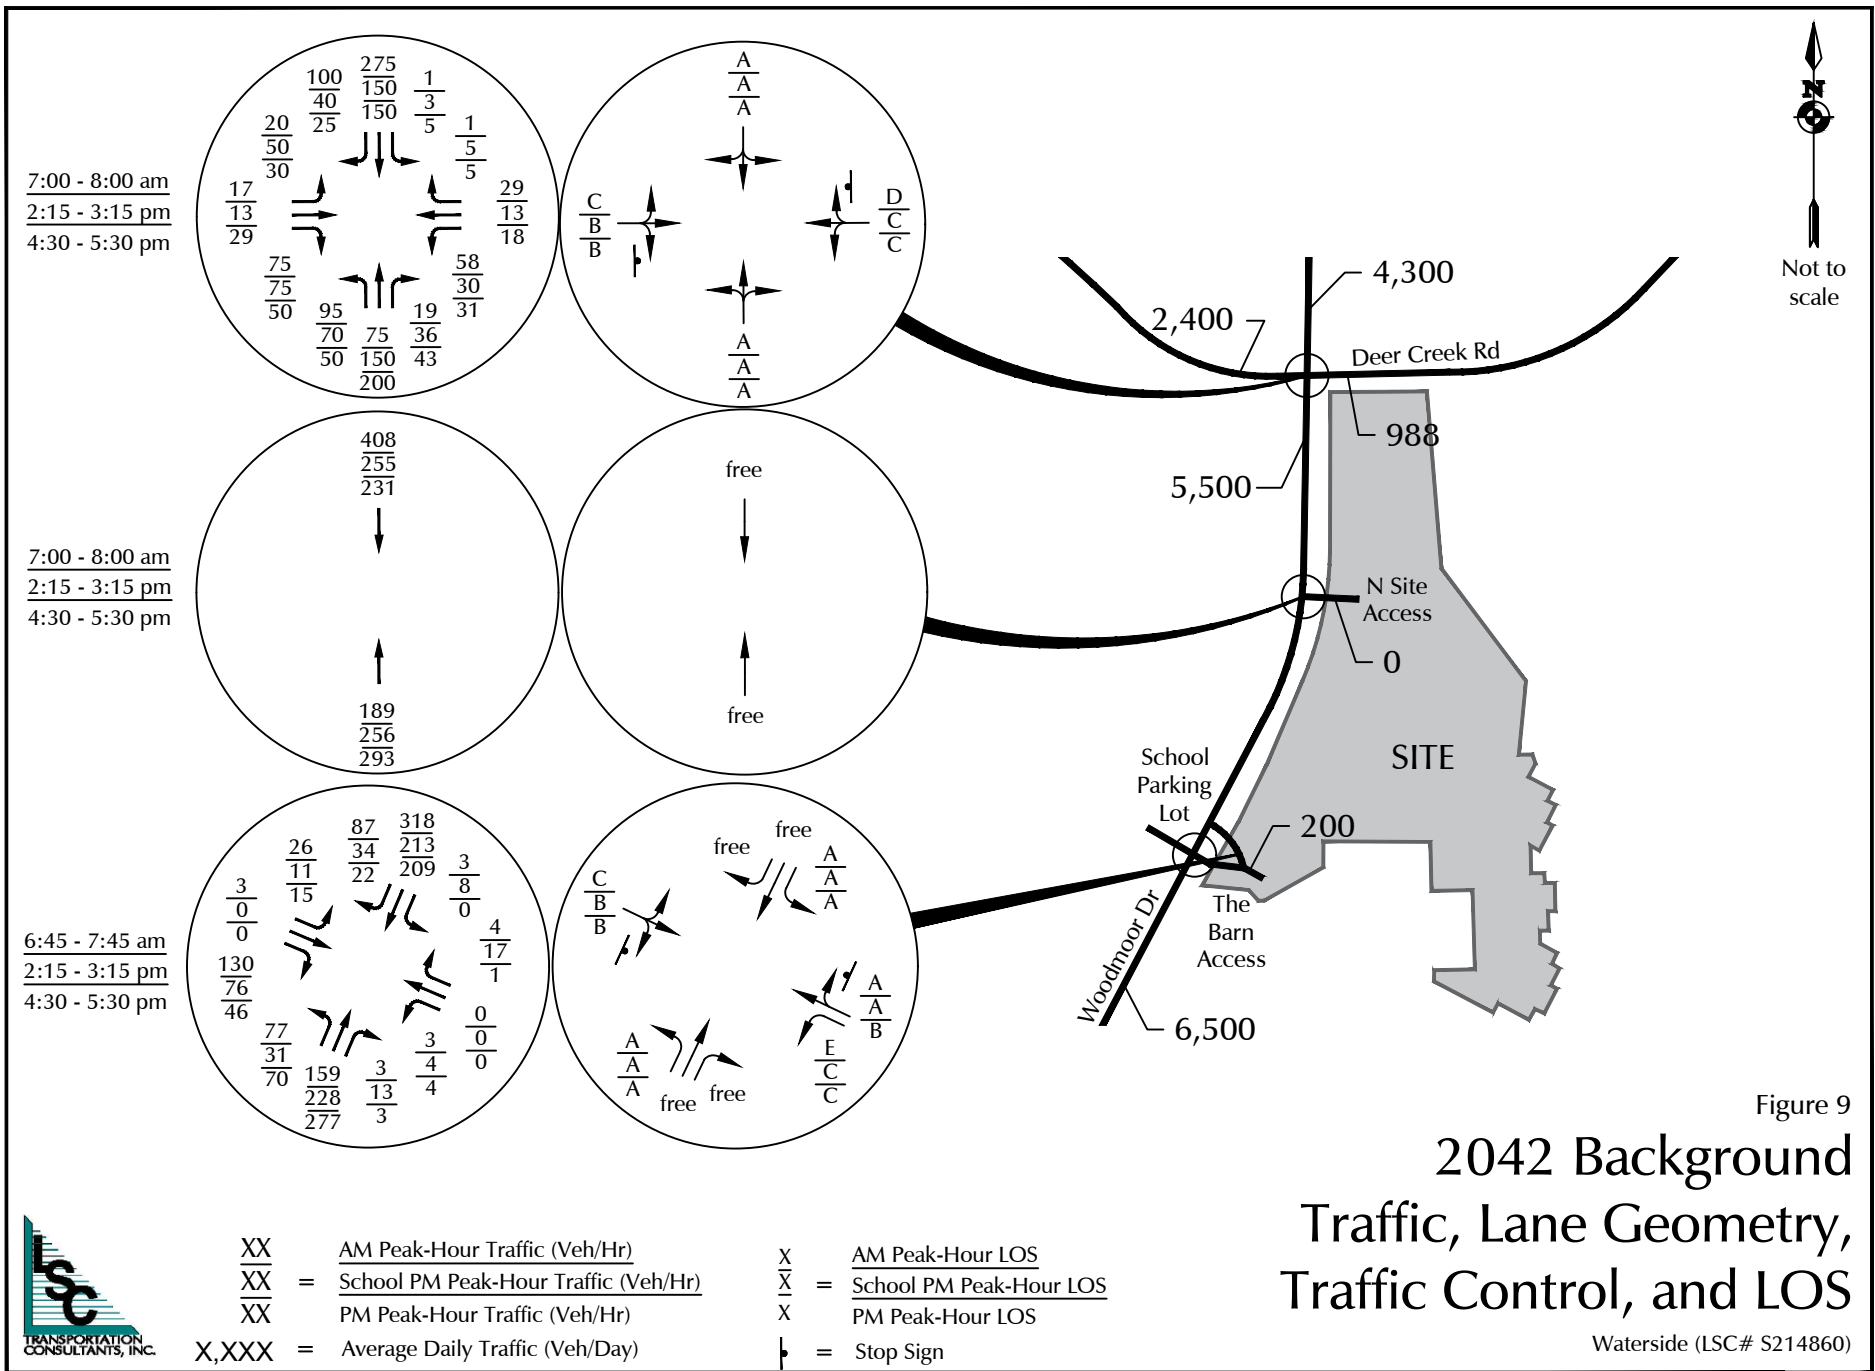 7:00 - 8:00 am
2:15 - 3:15 pm
4:30 - 5:30 pm
20
50
30
100
40
25
275
150
150
1
3
5
1
5
5
17
13
29
29
13
18
75
75
50
95
70
50
75
150
200
19
36
43
58
30
31
A
A
A
C
B
B
D
C
C
A
A
A
7:00 - 8:00 am
2:15 - 3:15 pm
4:30 - 5:30 pm
408
255
231
189
256
293
free
free
6:45 - 7:45 am
2:15 - 3:15 pm
4:30 - 5:30 pm
3
0
0
26
11
15
87
34
22
318
213
209
3
8
0
4
17
1
130
76
46
77
31
70
159
228
277
3
13
3
3
4
4
0
0
0
free
free
A
A
A
C
B
B
A
A
B
E
C
C
A
A
A
free
free
N
Not to
scale
4,300
2,400
Deer Creek Rd
988
5,500
N Site
Access
0
SITE
School
Parking
Lot
200
The
Barn
Access
Woodmoor Dr
6,500
Figure 9
2042 Background
Traffic, Lane Geometry,
Traffic Control, and LOS
Waterside (LSC# S214860)
LSC
TRANSPORTATION
CONSULTANTS, INC.
XX AM Peak-Hour Traffic (Veh/Hr)
XX = School PM Peak-Hour Traffic (Veh/Hr)
XX PM Peak-Hour Traffic (Veh/Hr)
X,XXX = Average Daily Traffic (Veh/Day)
X AM Peak-Hour LOS
X = School PM Peak-Hour LOS
X PM Peak-Hour LOS
= Stop Sign